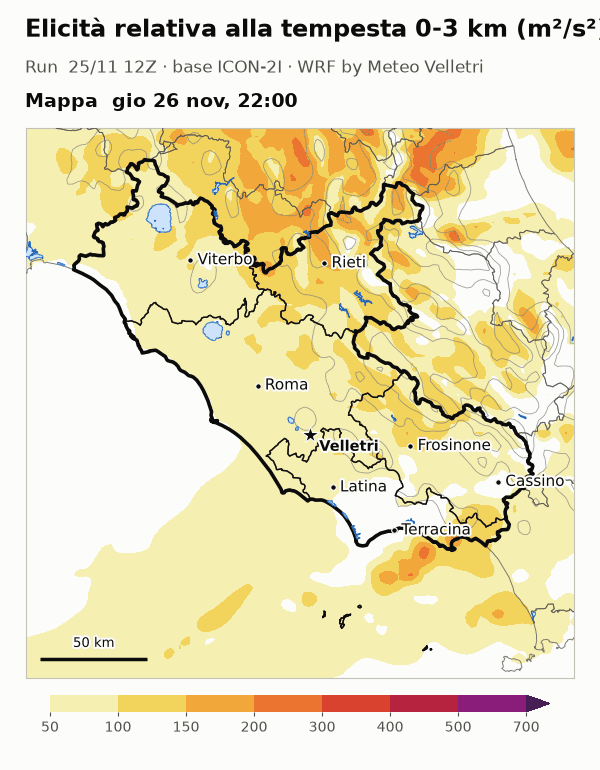 Elicità relativa alla tempesta 0-3 km (m²/s²)
Run 25/11 12Z · base ICON-2I · WRF by Meteo Velletri
Mappa gio 26 nov, 22:00
Viterbo
Rieti
Roma
Velletri
Frosinone
Cassino
Latina
Terracina
50 km
50 100 150 200 300 400 500 700